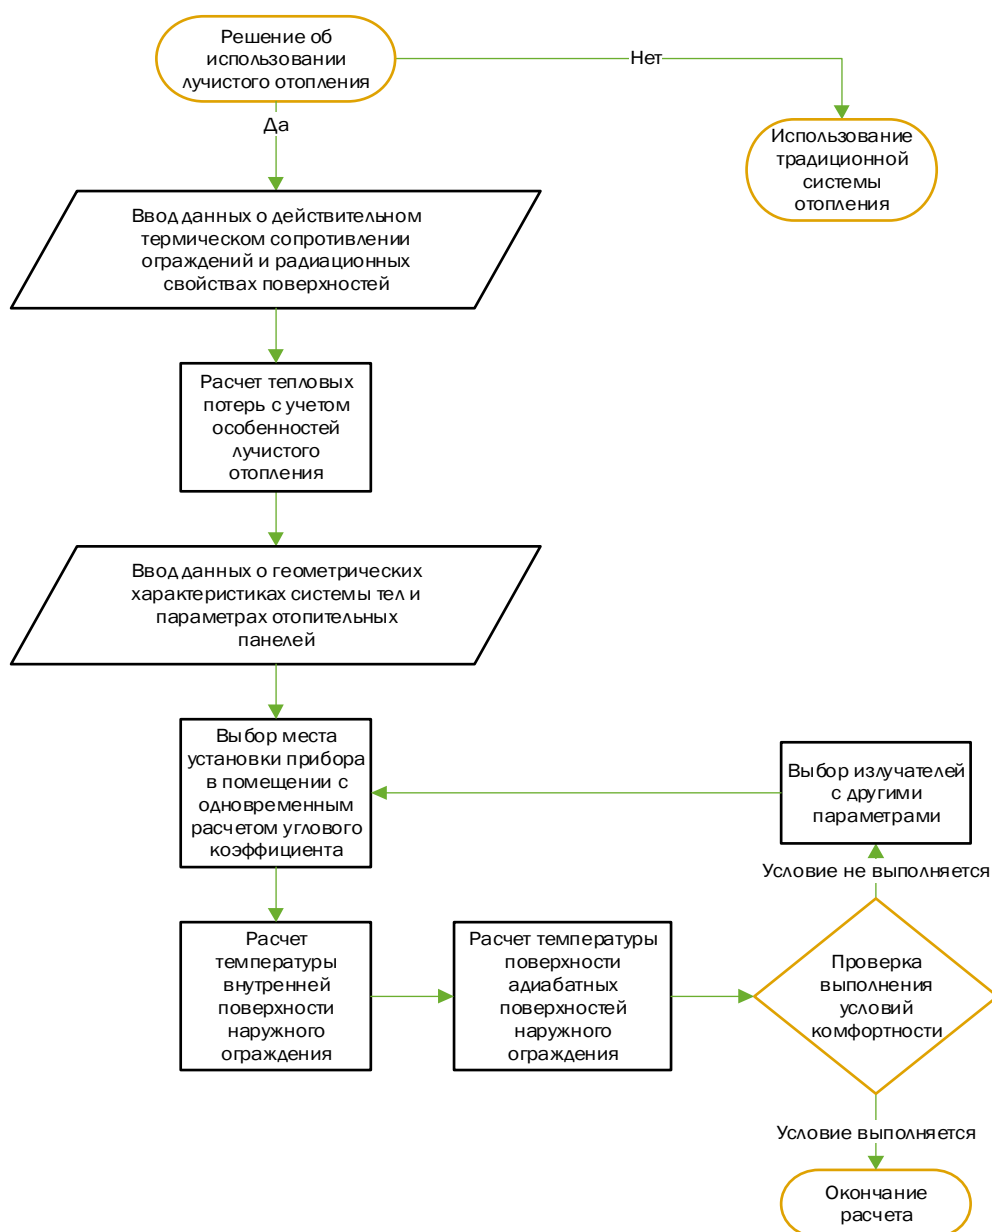 Решение об
использовании
лучистого отопления
Нет
Да
Использование
традиционной
системы
отопления
Ввод данных о действительном
термическом сопротивлении
ограждений и радиационных
свойствах поверхностей
Расчет тепловых
потерь с учетом
особенностей
лучистого
отопления
Ввод данных о геометрических
характеристиках системы тел и
параметрах отопительных
панелей
Выбор места
установки прибора
в помещении с
одновременным
расчетом углового
коэффициента
Выбор излучателей
с другими
параметрами
Условие не выполняется
Расчет
температуры
внутренней
поверхности
наружного
ограждения
Расчет температуры
поверхности
адиабатных
поверхностей
наружного
ограждения
Проверка
выполнения
условий
комфортности
Условие выполняется
Окончание
расчета